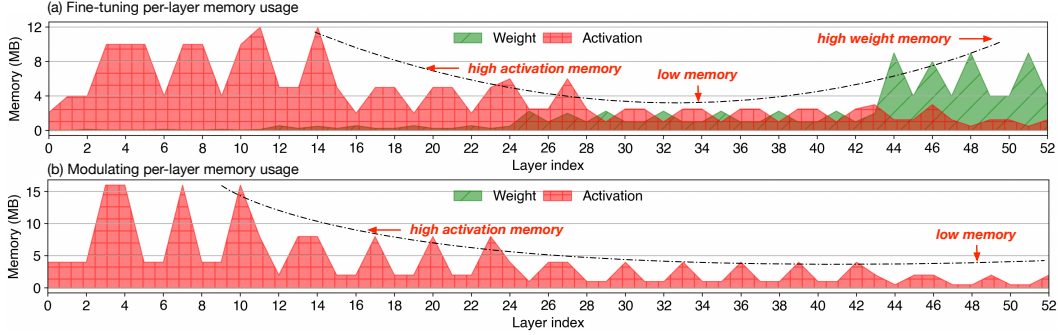 (a) Fine-tuning per-layer memory usage
Memory (MB)
12
8
4
0
Weight Activation
high activation memory
low memory
high weight memory
0 2 4 6 8 10 12 14 16 18 20 22 24 26 28 30 32 34 36 38 40 42 44 46 48 50 52
Layer index
(b) Modulating per-layer memory usage
Memory (MB)
15
10
5
0
Weight Activation
high activation memory
low memory
0 2 4 6 8 10 12 14 16 18 20 22 24 26 28 30 32 34 36 38 40 42 44 46 48 50 52
Layer index